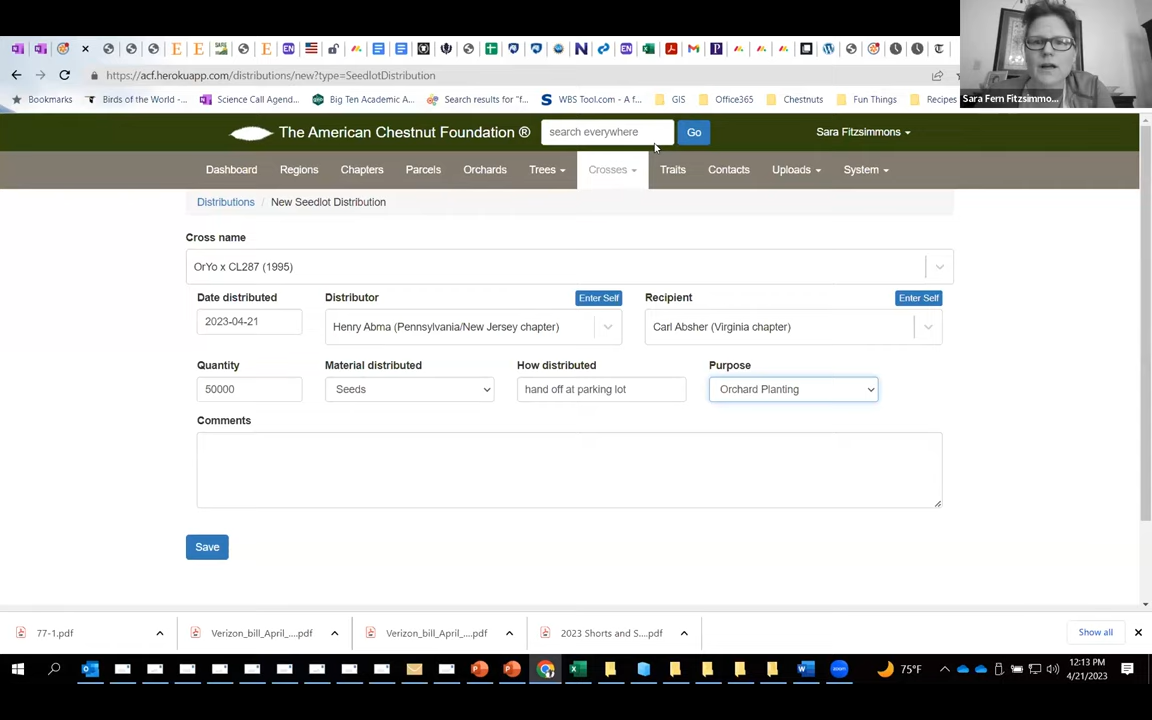 https://acf.herokuapp.com/distributions/new?type=SeedlotDistribution
Bookmarks
Birds of the World -...
Science Call Agend...
Big Ten Academic A...
Search results for "f...
WBS Tool.com - A f...
GIS
Office365
Chestnuts
Fun Things
Recipes
Sara Fern Fitzsimmo...
The American Chestnut Foundation ®
search everywhere
Go
Sara Fitzsimmons
Dashboard
Regions
Chapters
Parcels
Orchards
Trees
Crosses
Traits
Contacts
Uploads
System
Distributions / New Seedlot Distribution
Cross name
OrYo x CL287 (1995)
Date distributed
Distributor
Enter Self
Recipient
Enter Self
2023-04-21
Henry Abma (Pennsylvania/New Jersey chapter)
Carl Absher (Virginia chapter)
Quantity
Material distributed
How distributed
Purpose
50000
Seeds
hand off at parking lot
Orchard Planting
Comments
Save
77-1.pdf
Verizon_bill_April_....pdf
Verizon_bill_April_....pdf
2023 Shorts and S....pdf
Show all
75°F
12:13 PM
4/21/2023